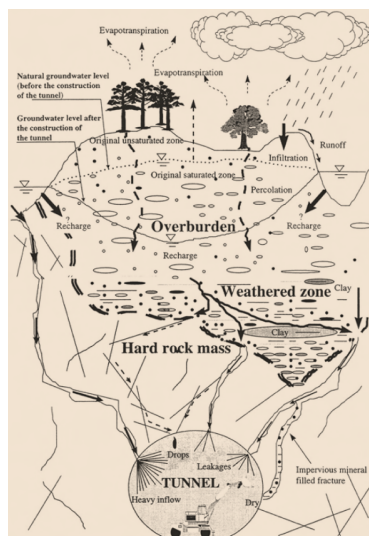 Evapotranspiration
Evapotranspiration
Natural groundwater level
(before the construction
of the tunnel)
Groundwater level after
the construction of
the tunnel
Original unsaturated zone
Runoff
Infiltration
Original saturated zone
Percolation
Recharge
Overburden
Recharge
Recharge
Weathered zone
Clay
Clay
Hard rock mass
Drops
Leakages
Impervious mineral
filled fracture
TUNNEL
Heavy inflow
Dry